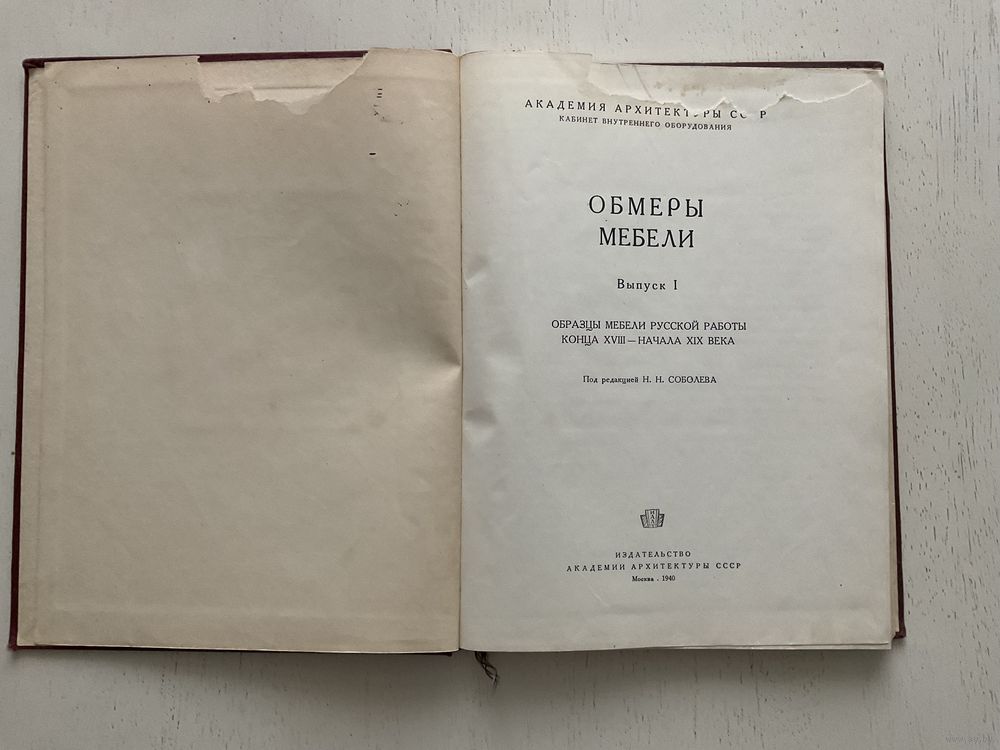 АКАДЕМИЯ АРХИТЕКТУРЫ СССР
КАБИНЕТ ВНУТРЕННЕГО ОБОРУДОВАНИЯ
ОБМЕРЫ
МЕБЕЛИ
Выпуск I
ОБРАЗЦЫ МЕБЕЛИ РУССКОЙ РАБОТЫ
КОНЦА XVIII — НАЧАЛА XIX ВЕКА
Под редакцией Н. Н. СОБОЛЕВА
ИЗДАТЕЛЬСТВО
АКАДЕМИИ АРХИТЕКТУРЫ СССР
Москва . 1940